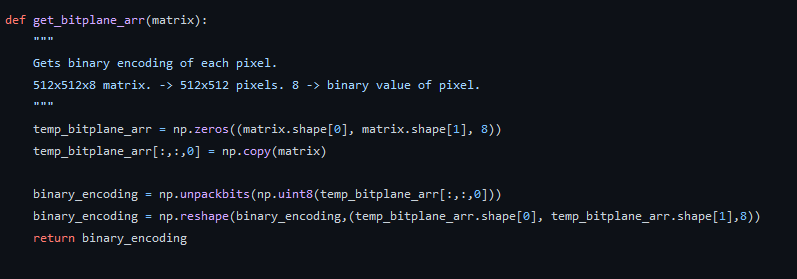 def get_bitplane_arr(matrix):
    """
    Gets binary encoding of each pixel.
    512x512x8 matrix. -> 512x512 pixels. 8 -> binary value of pixel.
    """
    temp_bitplane_arr = np.zeros((matrix.shape[0], matrix.shape[1], 8))
    temp_bitplane_arr[:,:,0] = np.copy(matrix)

    binary_encoding = np.unpackbits(np.uint8(temp_bitplane_arr[:,:,0]))
    binary_encoding = np.reshape(binary_encoding,(temp_bitplane_arr.shape[0], temp_bitplane_arr.shape[1],8))
    return binary_encoding